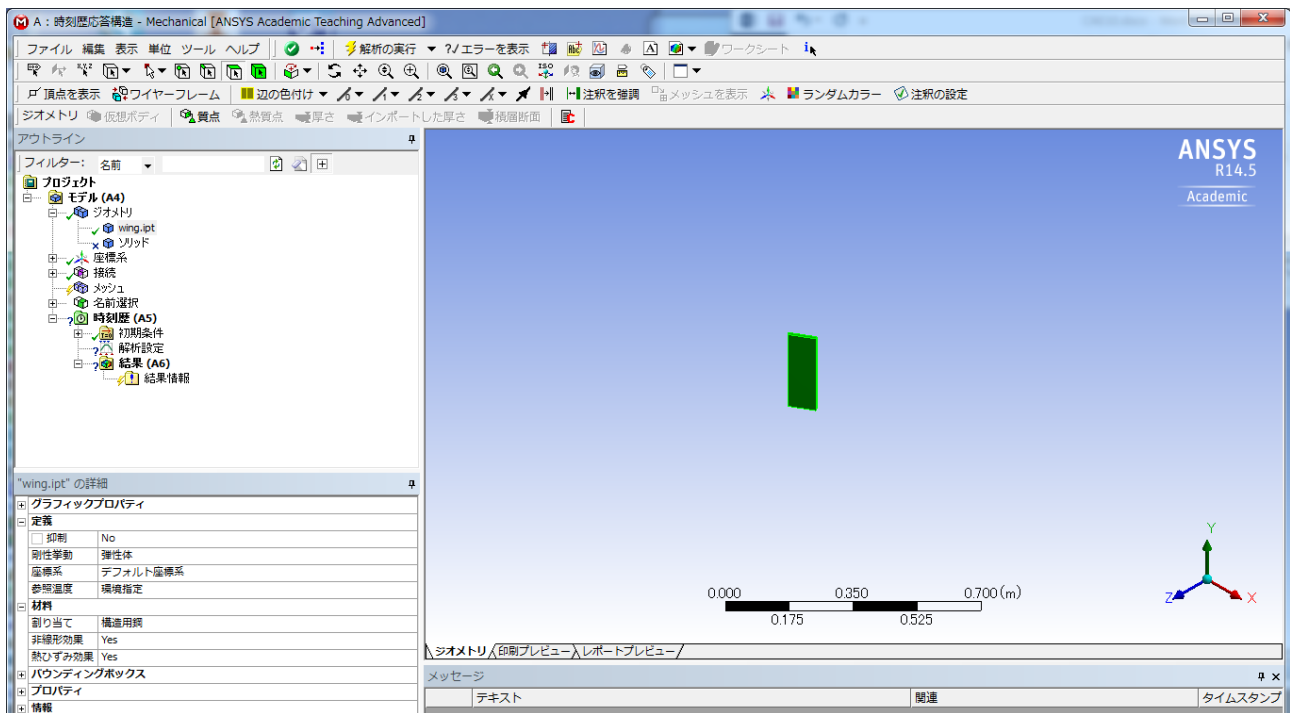 A : 時刻歴応答構造 - Mechanical [ANSYS Academic Teaching Advanced]
ファイル 編集 表示 単位 ツール ヘルプ 解析の実行 ?✓エラーを表示 ワークシート
頂点を表示 ワイヤーフレーム 辺の色付け 注釈を強調 メッシュを表示 ランダムカラー 注釈の設定
ジオメトリ 仮想ボディ 質点 熱質点 厚さ インポートした厚さ 積層断面
アウトライン
フィルター: 名前
プロジェクト
モデル (A4)
ジオメトリ
wing.ipt
ソリッド
座標系
接続
メッシュ
名前選択
時刻歴 (A5)
初期条件
解析設定
結果 (A6)
結果情報
"wing.ipt" の詳細
グラフィックプロパティ
定義
抑制 No
剛性挙動 弾性体
座標系 デフォルト座標系
参照温度 環境指定
材料
割り当て 構造用鋼
非線形効果 Yes
熱ひずみ効果 Yes
バウンディングボックス
プロパティ
情報
ANSYS
R14.5
Academic
0.000 0.350 0.700 (m)
0.175 0.525
Y
Z X
ジオメトリ 印刷プレビュー レポートプレビュー
メッセージ
テキスト 関連 タイムスタンプ